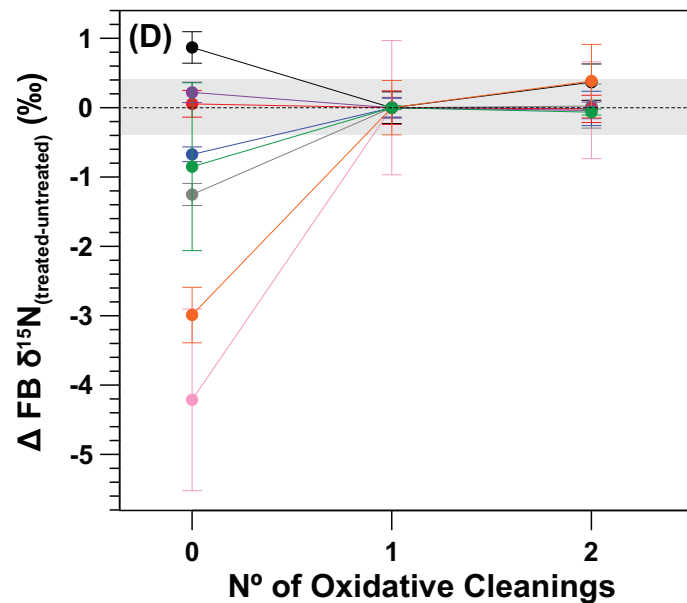 (D)
1
0
-1
-2
-3
-4
-5
Δ FB δ¹⁵N(treated-untreated) (‰)
0 1 2
Nº of Oxidative Cleanings